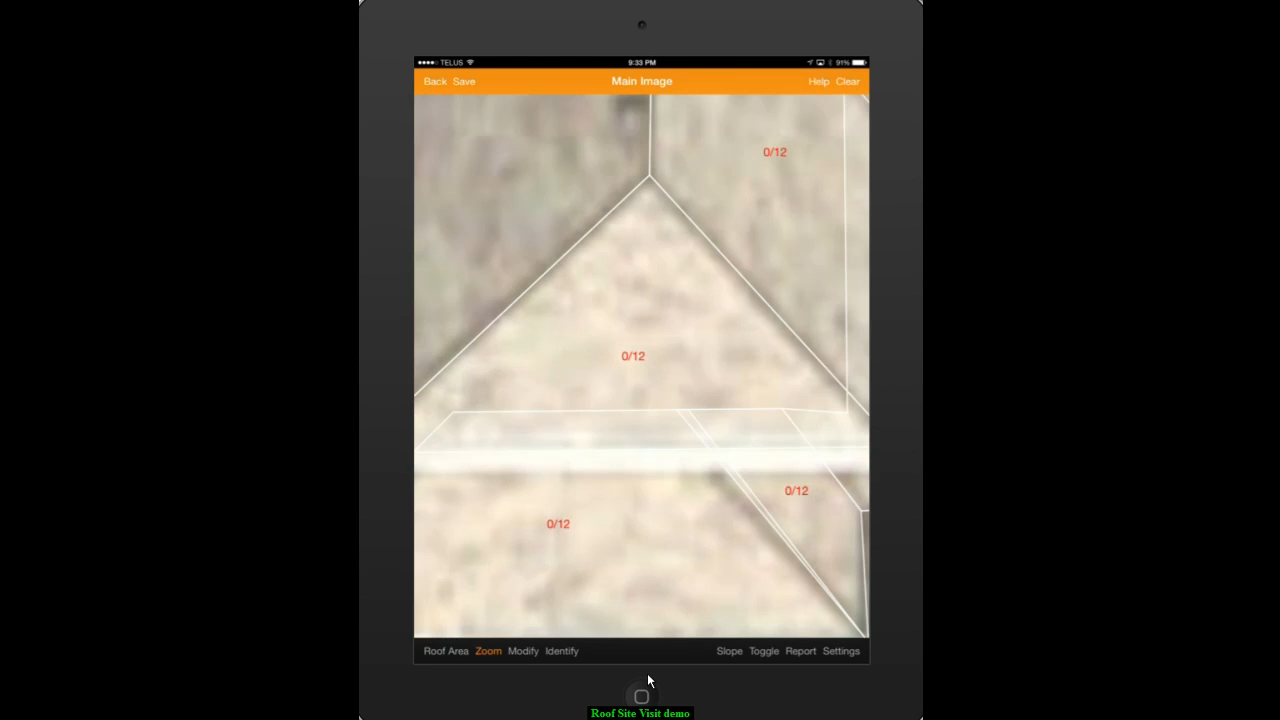 TELUS 9:33 PM 91%
Back Save Main Image Help Clear
0/12
0/12
0/12
0/12
Roof Area Zoom Modify Identify Slope Toggle Report Settings
Roof Site Visit demo